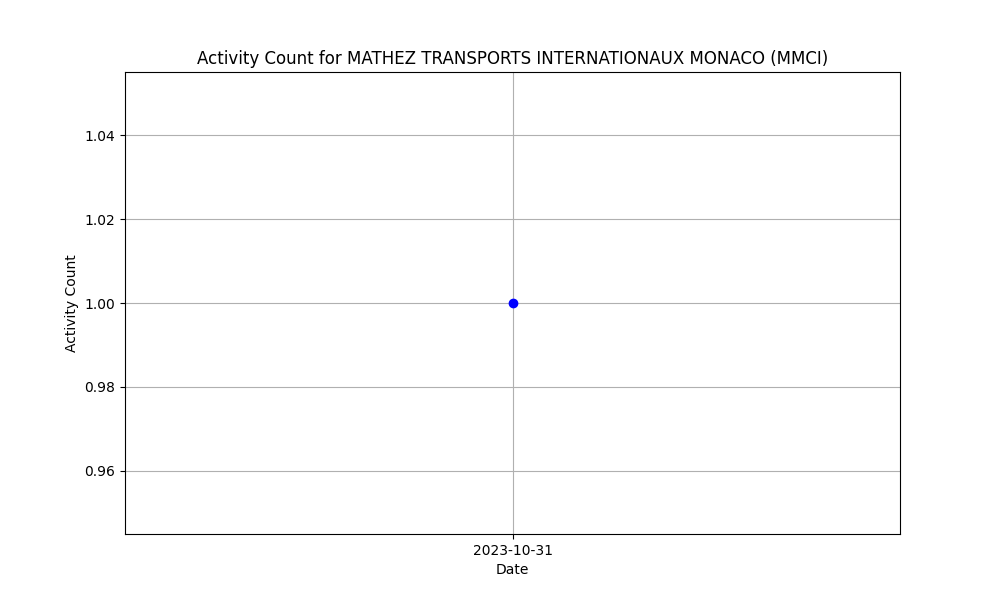 Activity Count for MATHEZ TRANSPORTS INTERNATIONAUX MONACO (MMCI)
1.04
1.02
1.00
0.98
0.96
Activity Count
2023-10-31
Date